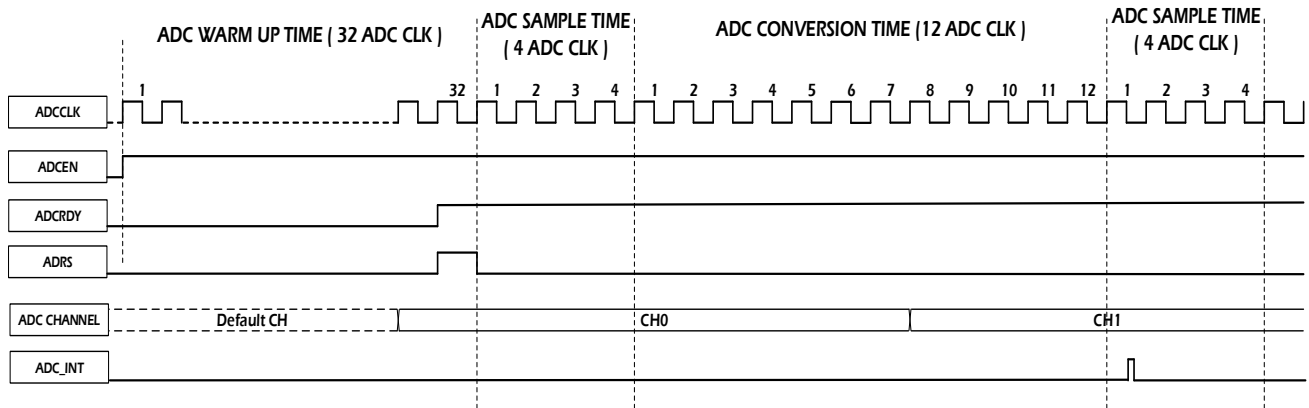 ADC WARM UP TIME ( 32 ADC CLK )
ADC SAMPLE TIME
( 4 ADC CLK )
ADC CONVERSION TIME (12 ADC CLK )
ADC SAMPLE TIME
( 4 ADC CLK )
1 32 1 2 3 4 1 2 3 4 5 6 7 8 9 10 11 12 1 2 3 4
ADCCLK
ADCEN
ADCRDY
ADRS
ADC CHANNEL Default CH CH0 CH1
ADC_INT